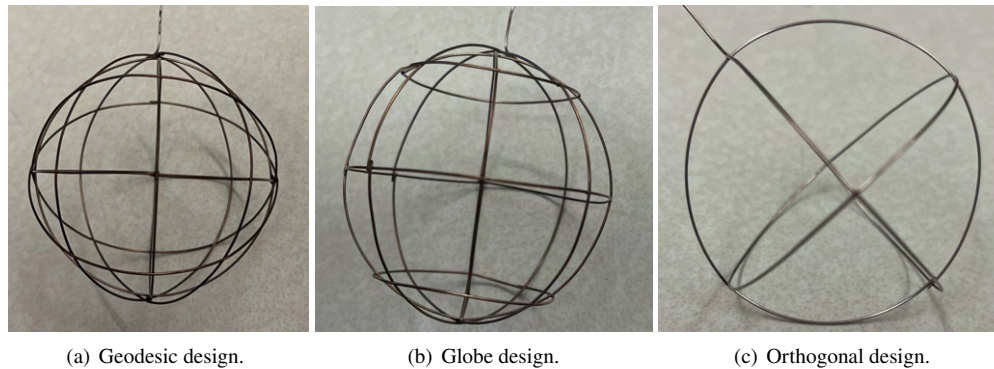 (a) Geodesic design.
(b) Globe design.
(c) Orthogonal design.